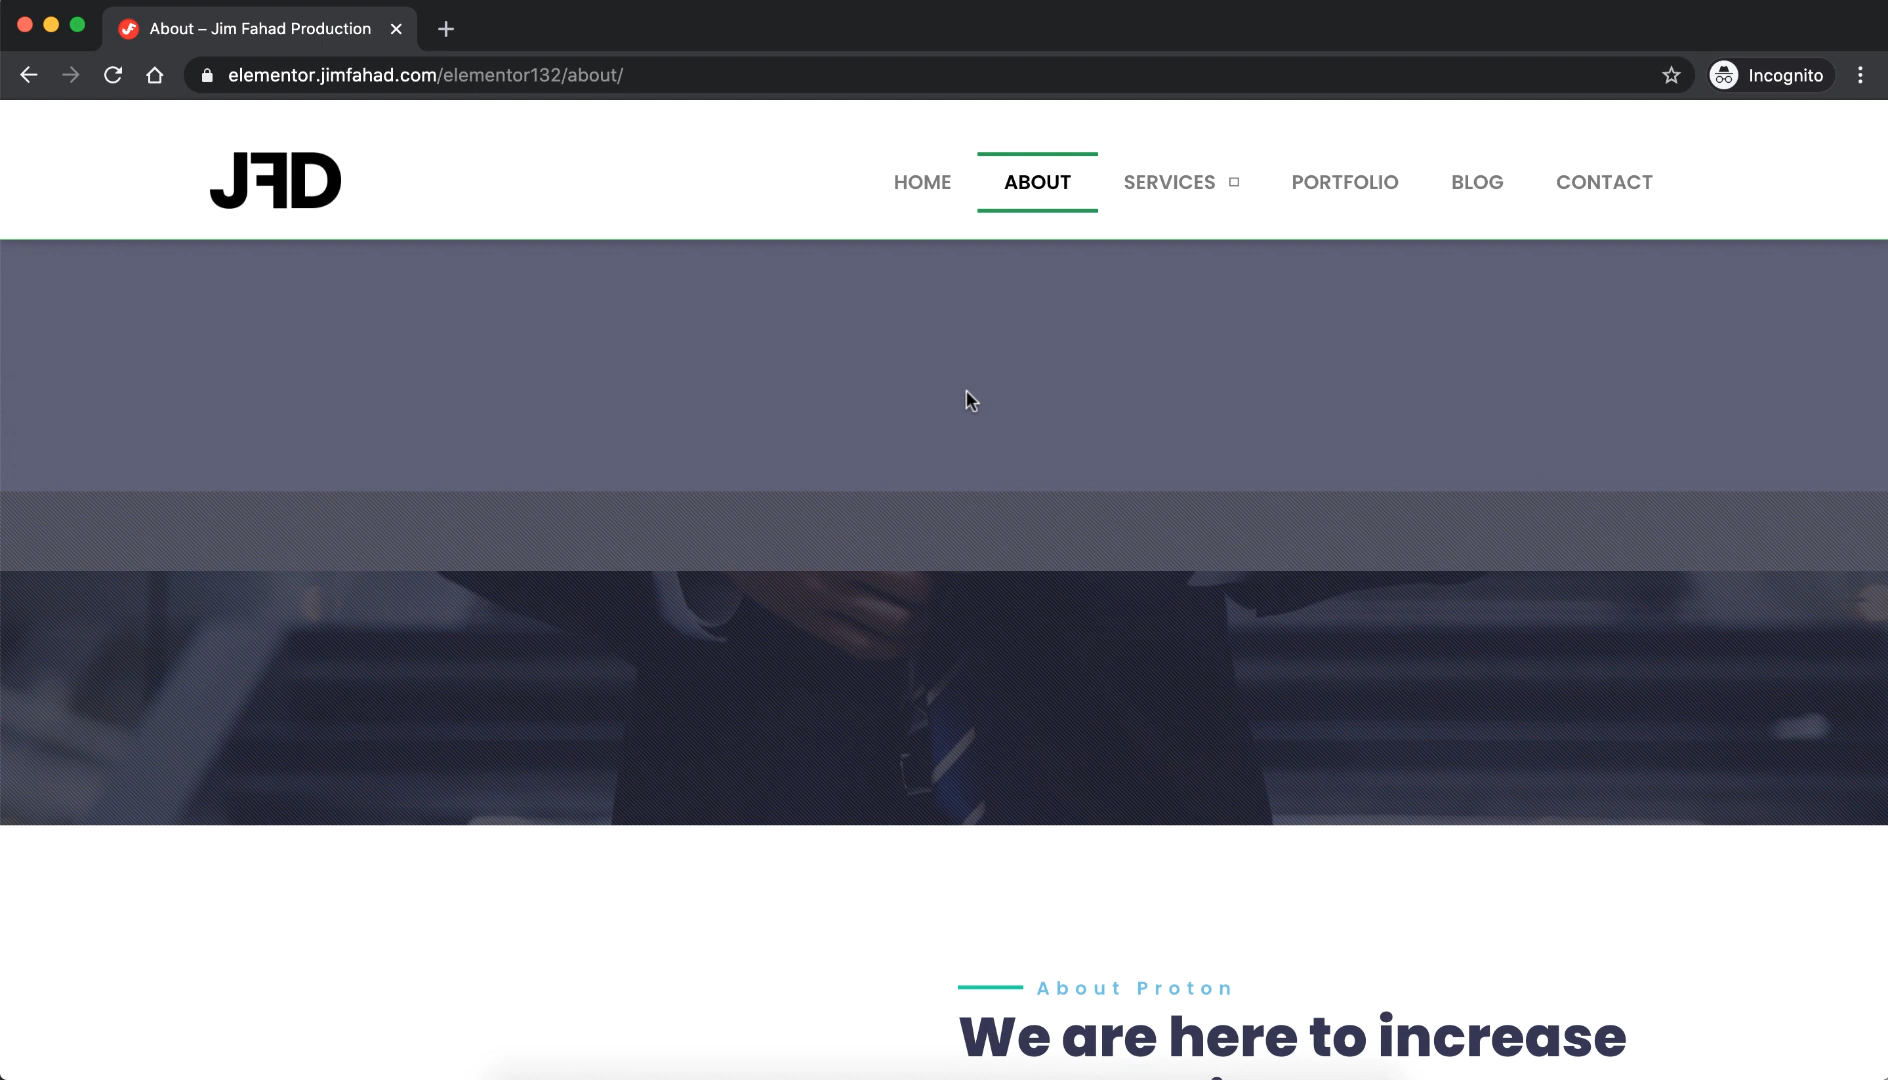 About – Jim Fahad Production
elementor.jimfahad.com/elementor132/about/
Incognito
JFD
HOME ABOUT SERVICES PORTFOLIO BLOG CONTACT
About Proton
We are here to increase